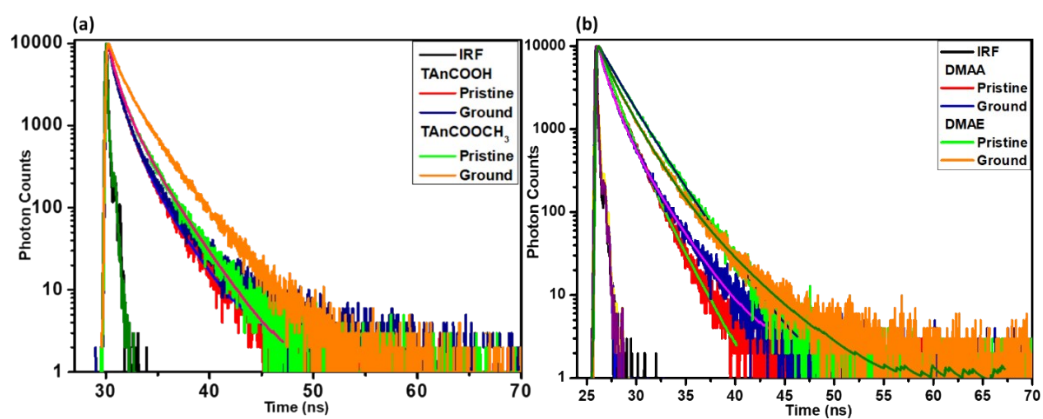 (a)
10000
1000
100
10
1
Photon Counts
30
40
50
60
70
Time (ns)
IRF
TAnCOOH
Pristine
Ground
TAnCOOCH₃
Pristine
Ground
(b)
10000
1000
100
10
1
Photon Counts
25 30 35 40 45 50 55 60 65 70
Time (ns)
IRF
DMAA
Pristine
Ground
DMAE
Pristine
Ground